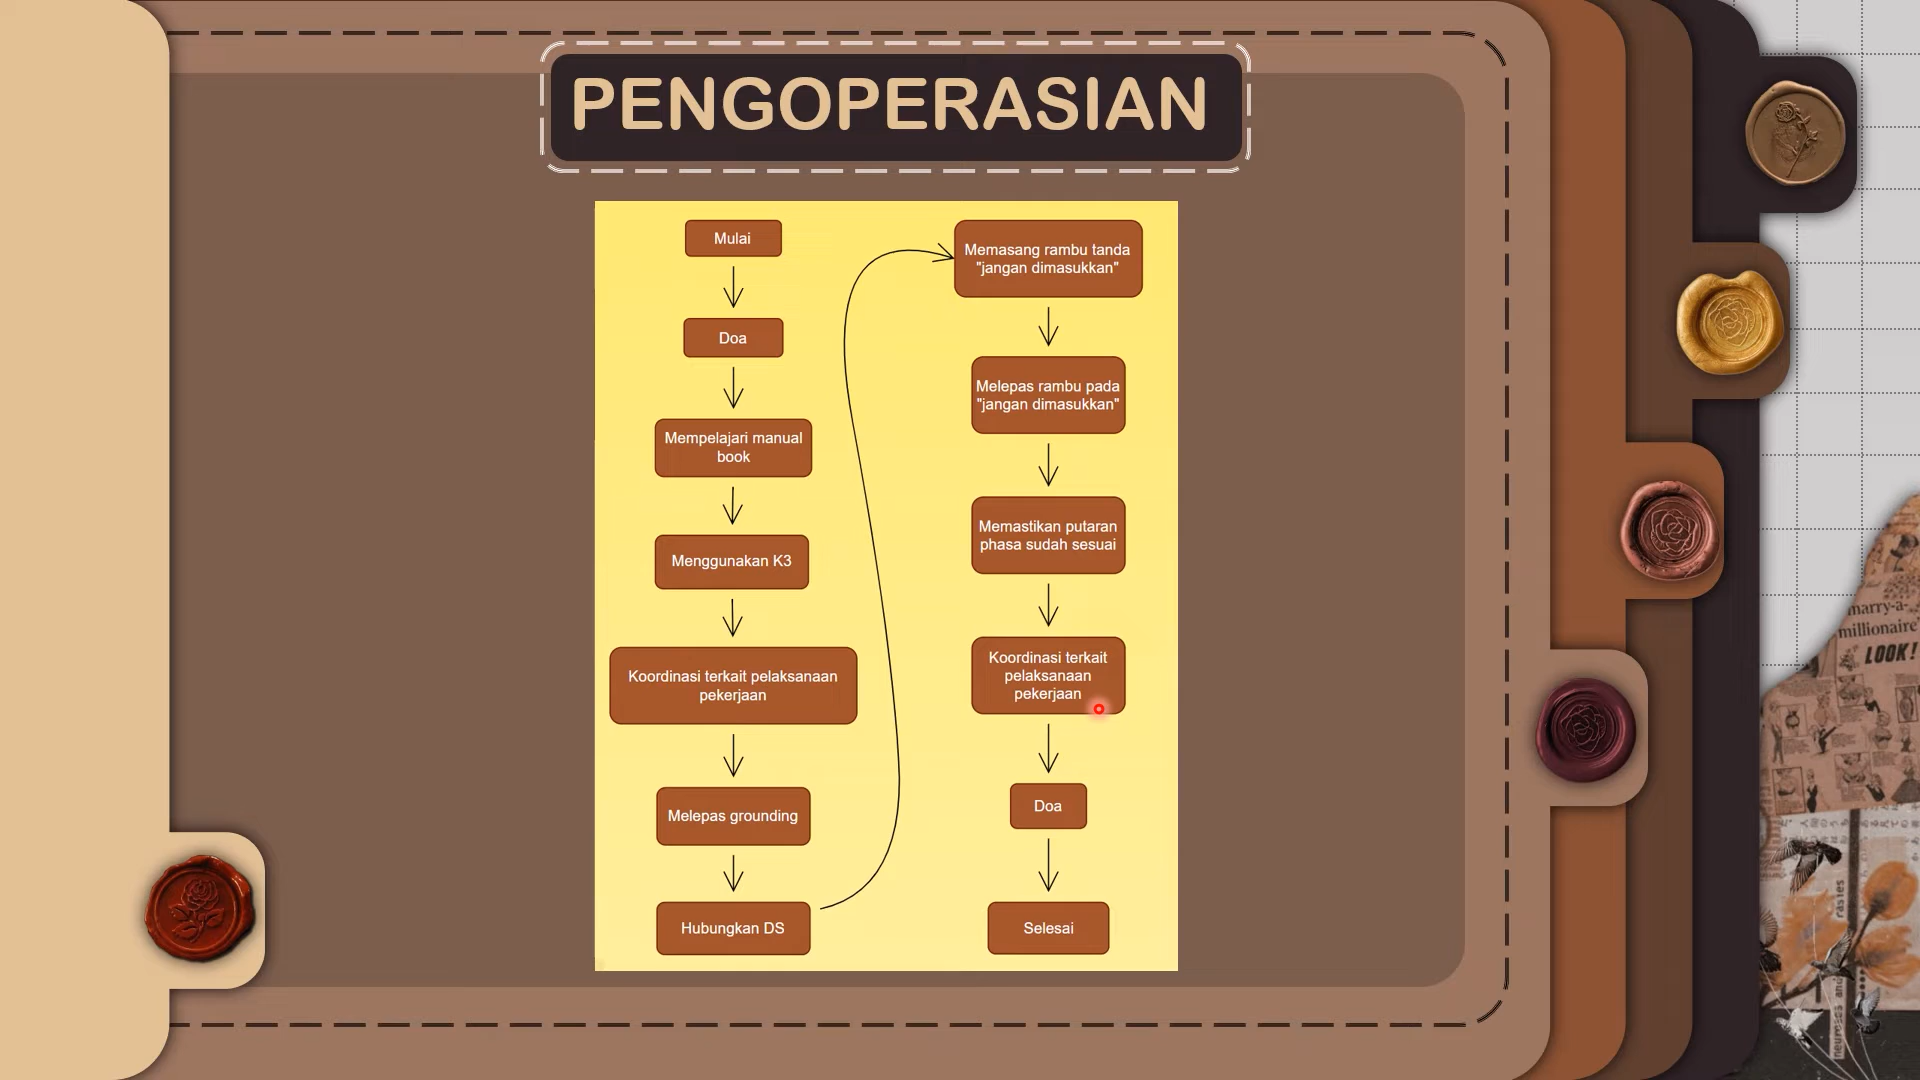 PENGOPERASIAN
Mulai
Doa
Mempelajari manual
book
Menggunakan K3
Koordinasi terkait pelaksanaan
pekerjaan
Melepas grounding
Hubungkan DS
Memasang rambu tanda
"jangan dimasukkan"
Melepas rambu pada
"jangan dimasukkan"
Memastikan putaran
phasa sudah sesuai
Koordinasi terkait
pelaksanaan
pekerjaan
Doa
Selesai
marry-a-
millionaire'
LOOK!